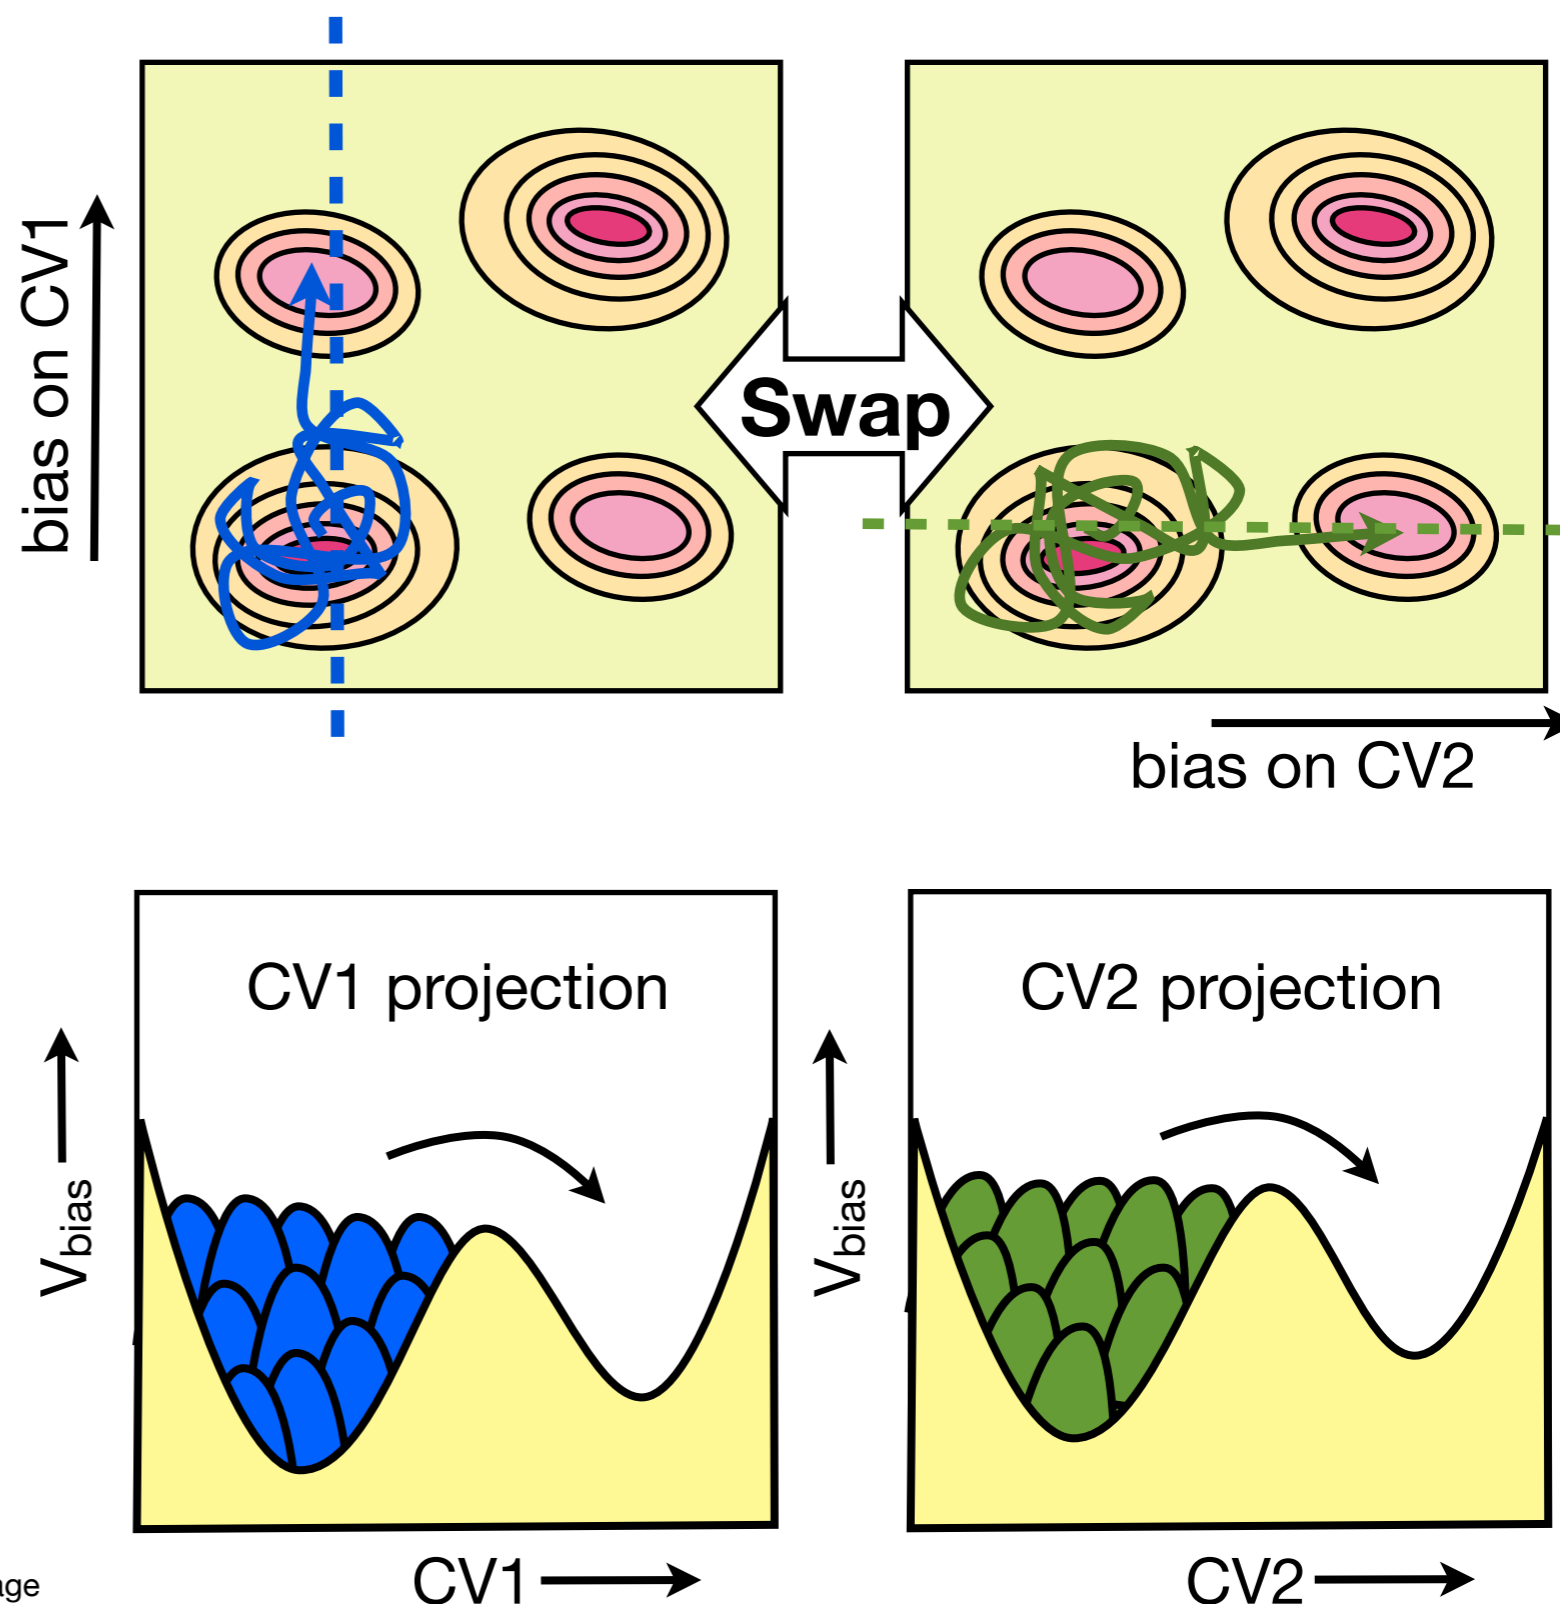 bias on CV1
Swap
bias on CV2
CV1 projection
CV2 projection
Vbias
Vbias
CV1
CV2